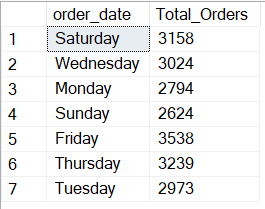 order_date Total_Orders
1 Saturday 3158
2 Wednesday 3024
3 Monday 2794
4 Sunday 2624
5 Friday 3538
6 Thursday 3239
7 Tuesday 2973